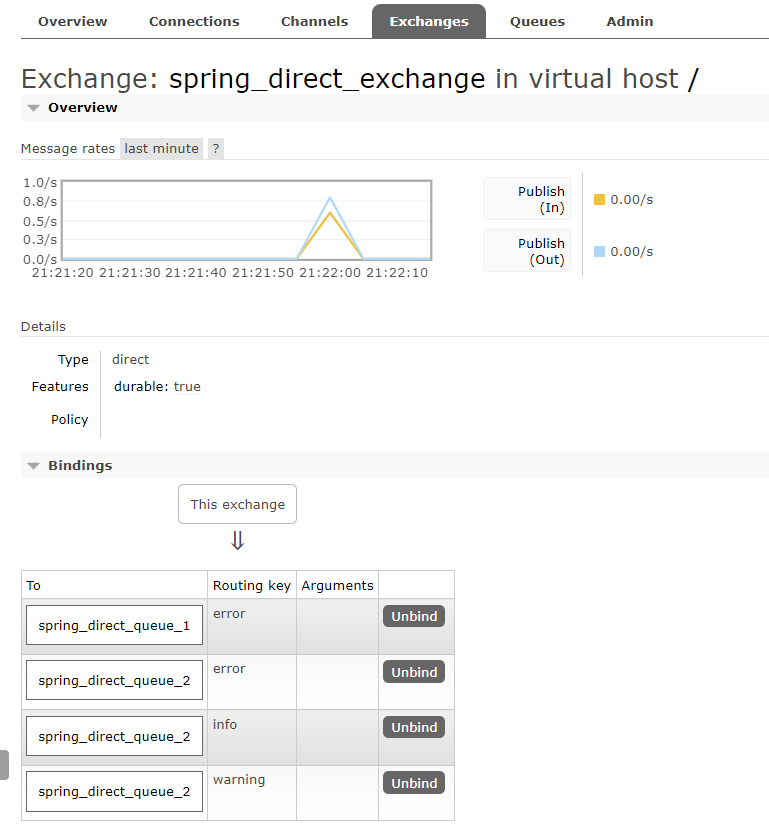 Overview Connections Channels Exchanges Queues Admin
Exchange: spring_direct_exchange in virtual host /
Overview
Message rates last minute ?
1.0/s
0.8/s
0.5/s
0.3/s
0.0/s
21:21:20 21:21:30 21:21:40 21:21:50 21:22:00 21:22:10
Publish
(In)
0.00/s
Publish
(Out)
0.00/s
Details
Type direct
Features durable: true
Policy
Bindings
This exchange
⇓
To Routing key Arguments
spring_direct_queue_1 error Unbind
spring_direct_queue_2 error Unbind
spring_direct_queue_2 info Unbind
spring_direct_queue_2 warning Unbind